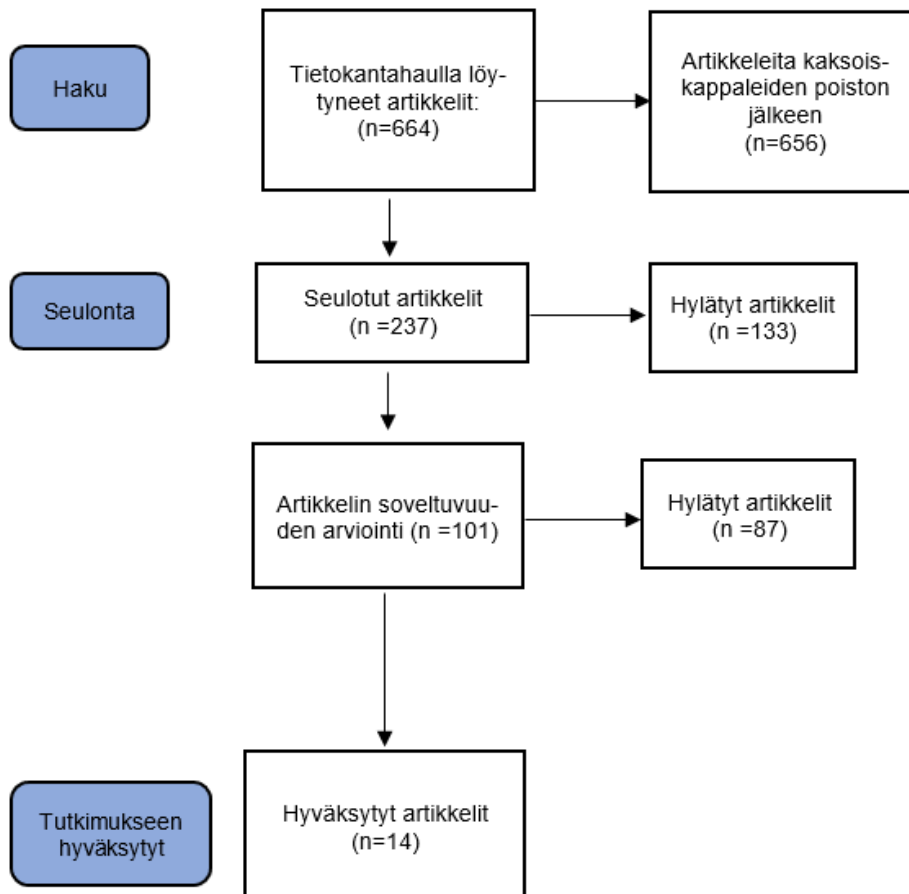 Haku
Tietokantahaulla löy-
tyneet artikkelit:
(n=664)
Artikkeleita kaksois-
kappaleiden poiston
jälkeen
(n=656)
Seulonta
Seulotut artikkelit
(n =237)
Hylätyt artikkelit
(n =133)
Artikkelin soveltuvuu-
den arviointi (n =101)
Hylätyt artikkelit
(n =87)
Tutkimukseen
hyväksytyt
Hyväksytyt artikkelit
(n=14)